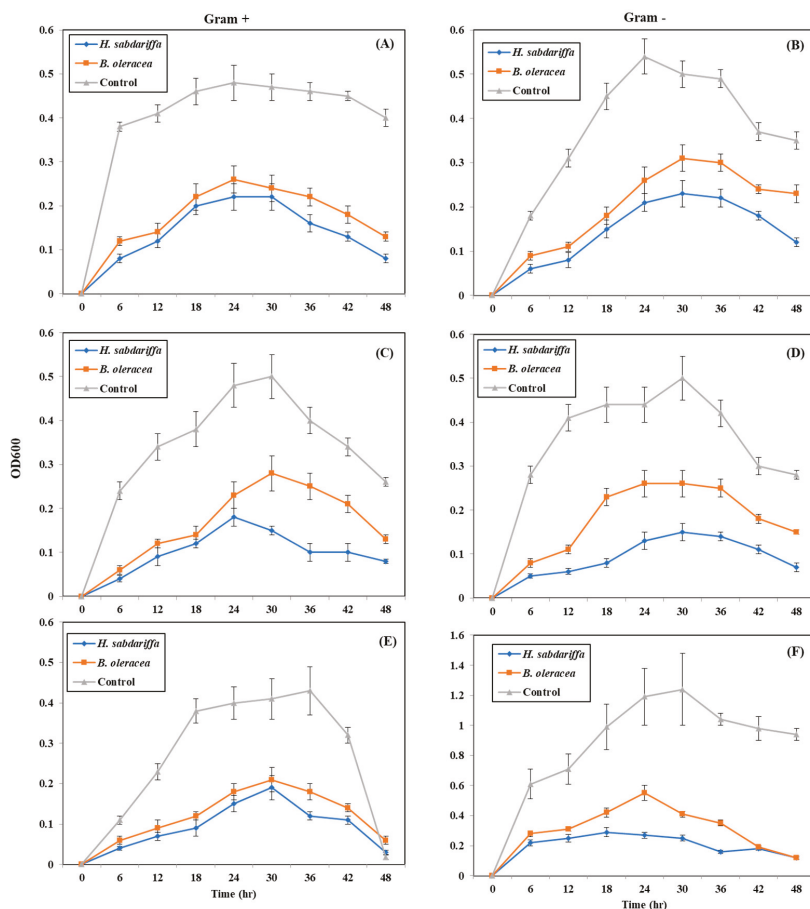 Gram +
Gram -
H. sabdariffa
B. oleracea
Control
(A)
0.6
0.5
0.4
0.3
0.2
0.1
0
0 6 12 18 24 30 36 42 48
H. sabdariffa
B. oleracea
Control
(B)
0.6
0.5
0.4
0.3
0.2
0.1
0
0 6 12 18 24 30 36 42 48
OD600
H. sabdariffa
B. oleracea
Control
(C)
0.6
0.5
0.4
0.3
0.2
0.1
0
0 6 12 18 24 30 36 42 48
H. sabdariffa
B. oleracea
Control
(D)
0.6
0.5
0.4
0.3
0.2
0.1
0
0 6 12 18 24 30 36 42 48
H. sabdariffa
B. oleracea
Control
(E)
0.6
0.5
0.4
0.3
0.2
0.1
0
0 6 12 18 24 30 36 42 48
Time (hr)
H. sabdariffa
B. oleracea
Control
(F)
1.6
1.4
1.2
1
0.8
0.6
0.4
0.2
0
0 6 12 18 24 30 36 42 48
Time (hr)